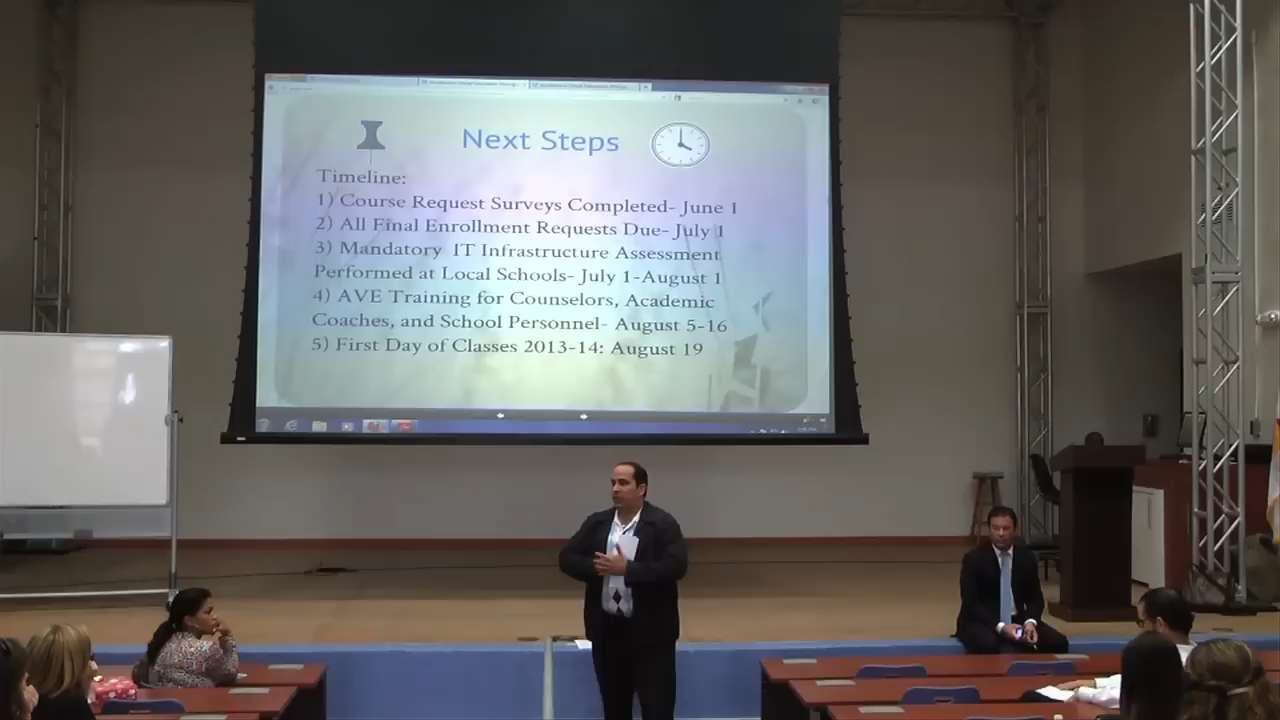 Next Steps
Timeline:
1) Course Request Surveys Completed- June 1
2) All Final Enrollment Requests Due- July 1
3) Mandatory IT Infrastructure Assessment
Performed at Local Schools- July 1-August 1
4) AVE Training for Counselors, Academic
Coaches, and School Personnel- August 5-16
5) First Day of Classes 2013-14: August 19